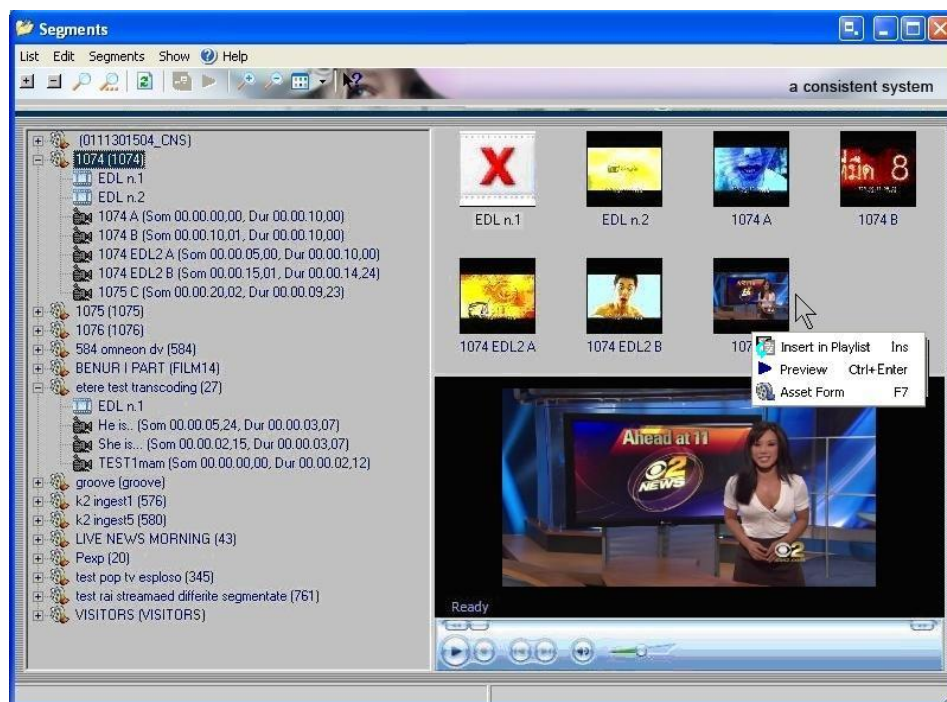 Segments
List Edit Segments Show Help
a consistent system
(0111301504_CNS)
1074 (1074)
EDL n.1
EDL n.2
1074 A (Som 00.00.00,00, Dur 00.00.10,00)
1074 B (Som 00.00.10,01, Dur 00.00.10,00)
1074 EDL2 A (Som 00.00.05,00, Dur 00.00.10,00)
1074 EDL2 B (Som 00.00.15,01, Dur 00.00.14,24)
1075 C (Som 00.00.20,02, Dur 00.00.09,23)
1075 (1075)
1076 (1076)
584 omneon dv (584)
BENUR I PART (FILM14)
etere test transcoding (27)
EDL n.1
He is.. (Som 00.00.05,24, Dur 00.00.03,07)
She is... (Som 00.00.02,15, Dur 00.00.03,07)
TEST1mam (Som 00.00.00,00, Dur 00.00.02,12)
groove (groove)
k2 ingest1 (576)
k2 ingest5 (580)
LIVE NEWS MORNING (43)
Pexp (20)
test pop tv esploso (345)
test rai streamaed differite segmentate (761)
VISITORS (VISITORS)
X
ที่มืด 8
EDL n.1
EDL n.2
1074 A
1074 B
1074 EDL2 A
1074 EDL2 B
107
Insert in Playlist Ins
Preview Ctrl+Enter
Asset Form F7
Ahead at 11
2
NEWS
2
Ready